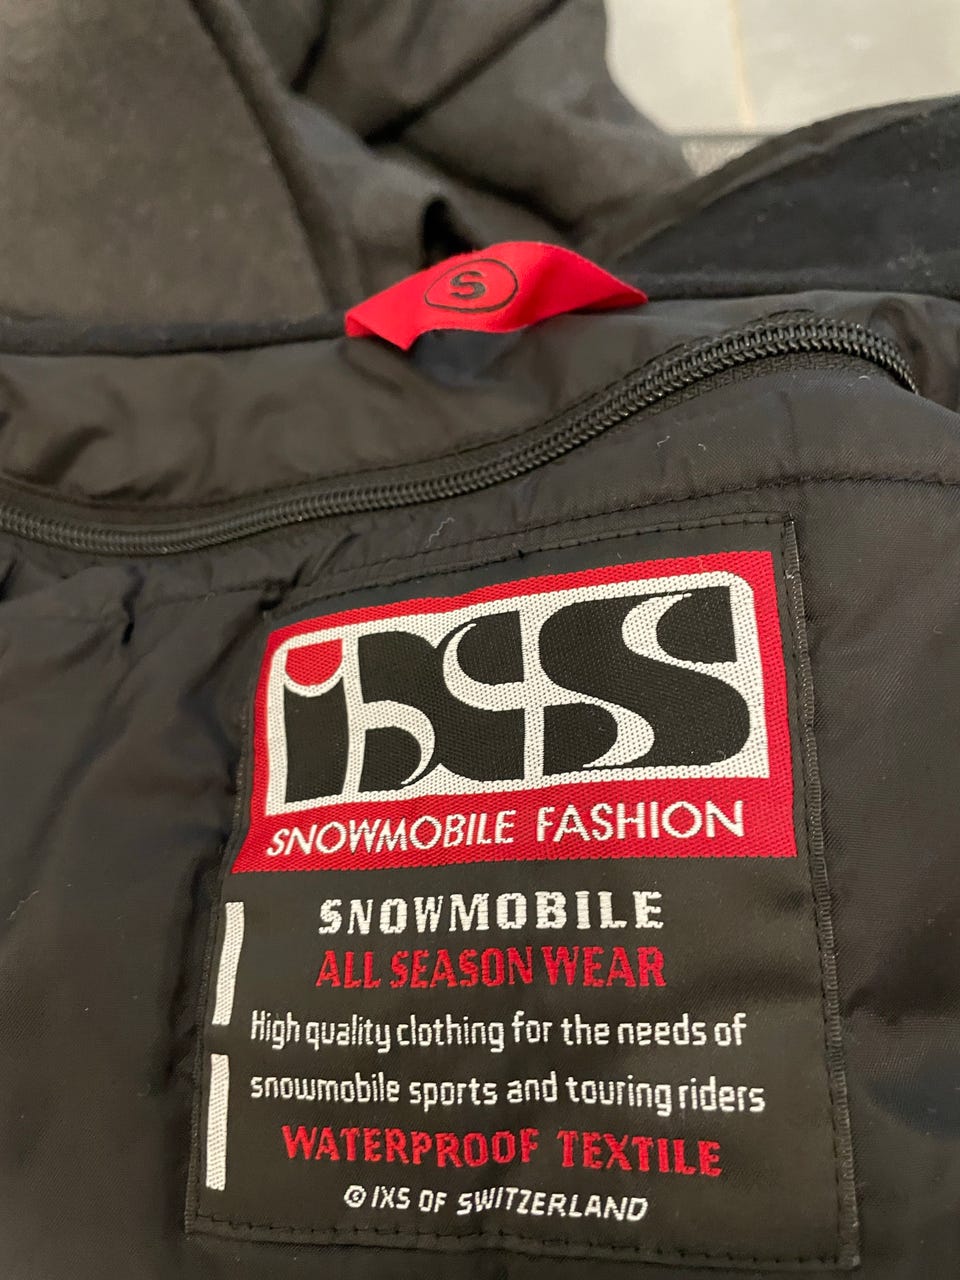 S
iXS
SNOWMOBILE FASHION
SNOWMOBILE
ALL SEASON WEAR
High quality clothing for the needs of
snowmobile sports and touring riders
WATERPROOF TEXTILE
© IXS OF SWITZERLAND